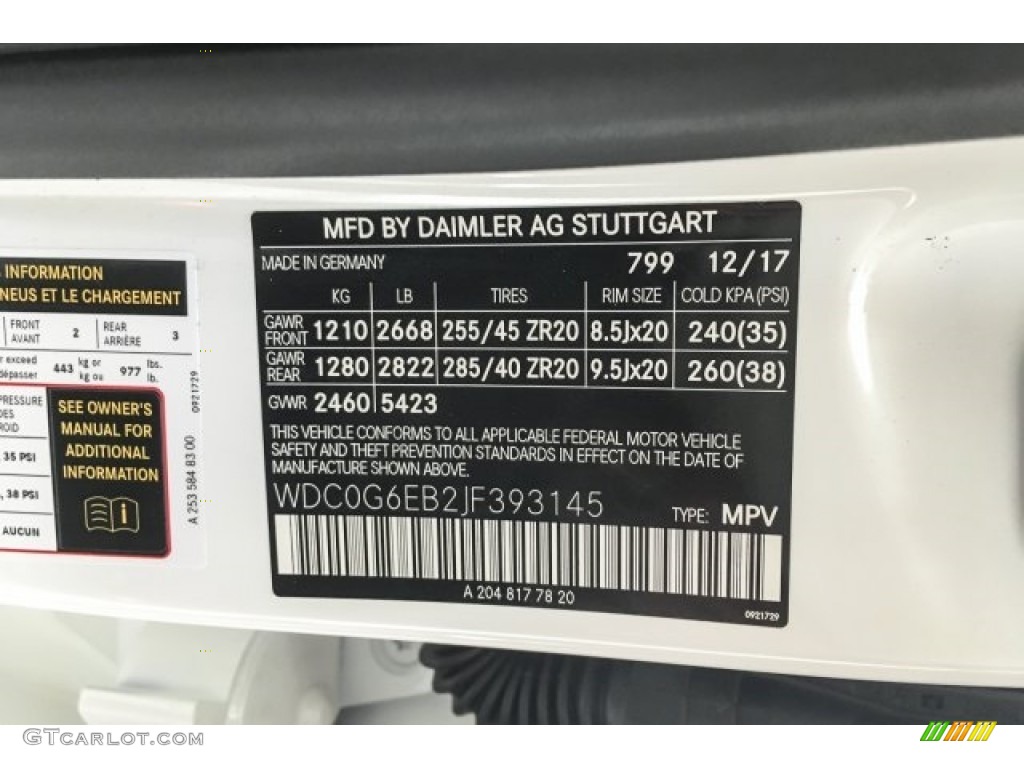 MFD BY DAIMLER AG STUTTGART
MADE IN GERMANY 799 12/17
KG LB TIRES RIM SIZE COLD KPA (PSI)
GAWR FRONT 1210 2668 255/45 ZR20 8.5Jx20 240(35)
GAWR REAR 1280 2822 285/40 ZR20 9.5Jx20 260(38)
GVWR 2460 5423
THIS VEHICLE CONFORMS TO ALL APPLICABLE FEDERAL MOTOR VEHICLE
SAFETY AND THEFT PREVENTION STANDARDS IN EFFECT ON THE DATE OF
MANUFACTURE SHOWN ABOVE.
WDC0G6EB2JF393145
TYPE: MPV
A 204 817 78 20
0921729
INFORMATION
NEUS ET LE CHARGEMENT
FRONT AVANT 2 REAR ARRIÈRE 3
exceed 443 kg or 977 lbs.
dépasser kg ou lb.
PRESSURE
DES
ROID
35 PSI
38 PSI
AUCUN
SEE OWNER'S
MANUAL FOR
ADDITIONAL
INFORMATION
i
0921729
A 253 584 83 00
GTCarLot.com